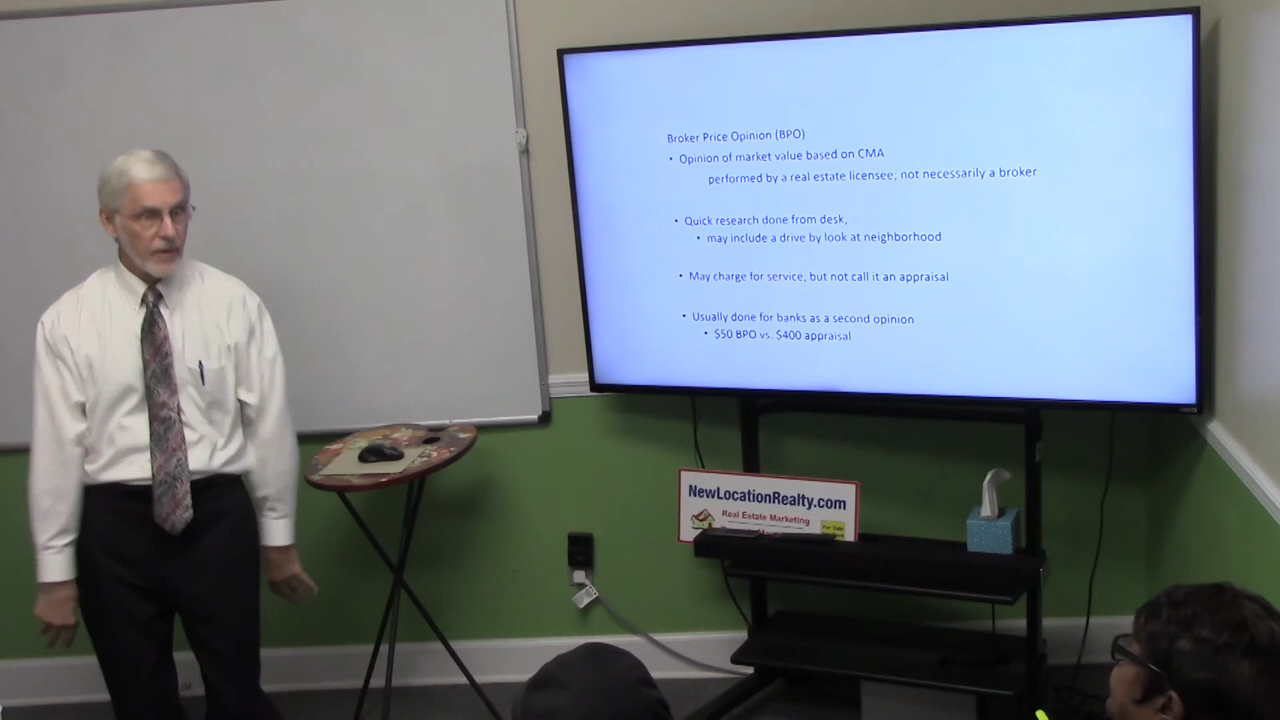 Broker Price Opinion (BPO)
• Opinion of market value based on CMA
performed by a real estate licensee; not necessarily a broker
• Quick research done from desk,
• may include a drive by look at neighborhood
• May charge for service, but not call it an appraisal
• Usually done for banks as a second opinion
• $50 BPO vs. $400 appraisal
NewLocationRealty.com
Real Estate Marketing
For Sale